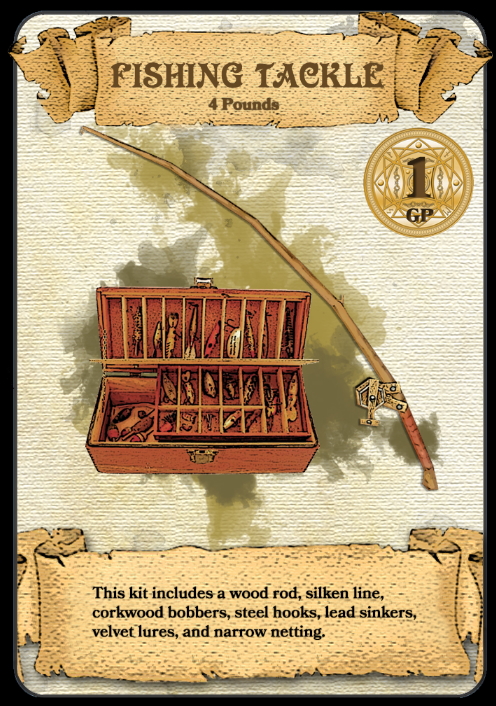 FISHING TACKLE
4 Pounds
1
GP
This kit includes a wood rod, silken line,
corkwood bobbers, steel hooks, lead sinkers,
velvet lures, and narrow netting.